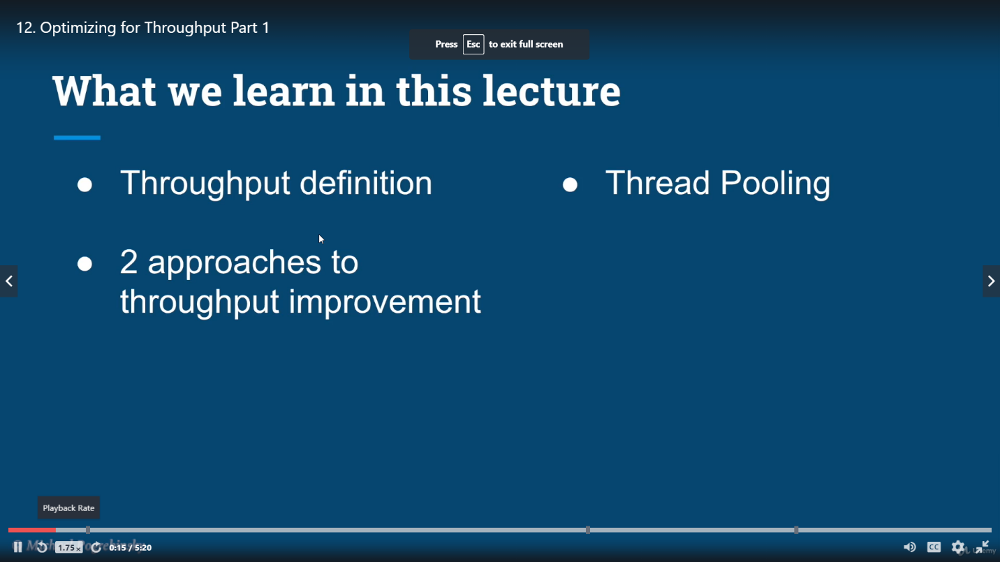 12. Optimizing for Throughput Part 1
Press Esc to exit full screen
What we learn in this lecture
● Throughput definition
● 2 approaches to
throughput improvement
● Thread Pooling
Playback Rate
1.75x
0:15 / 5:20
CC
Udemy